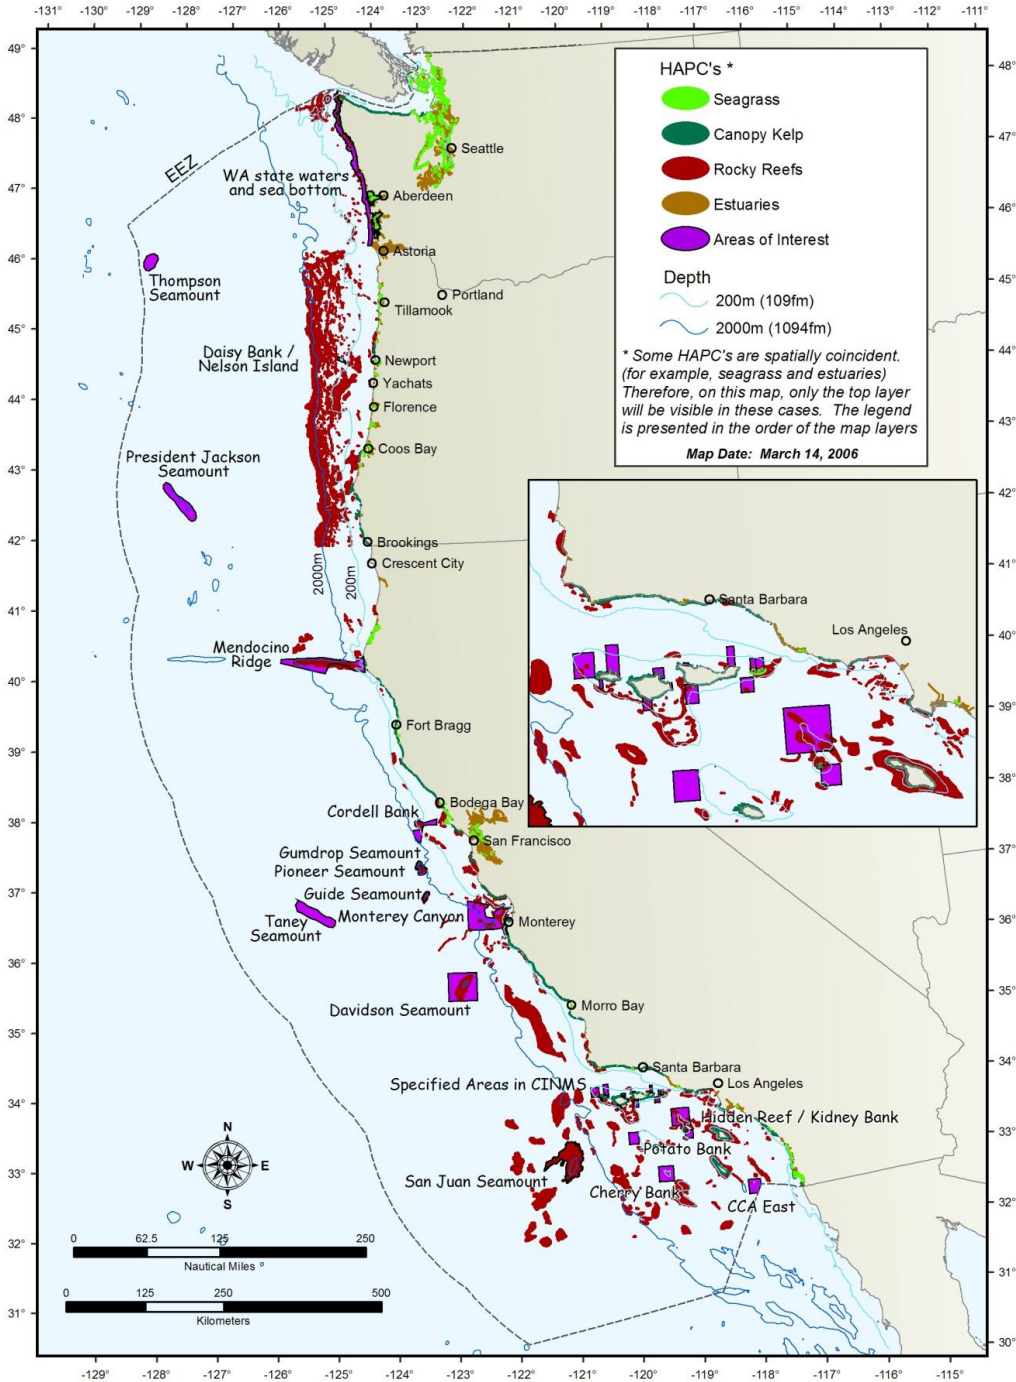 -131° -130° -129° -128° -127° -126° -125° -124° -123° -122° -121° -120° -119° -118° -117° -116° -115° -114° -113° -112° -111°
49°
48°
47°
46°
45°
44°
43°
42°
41°
40°
39°
38°
37°
36°
35°
34°
33°
32°
31°
48°
47°
46°
45°
44°
43°
42°
41°
40°
39°
38°
37°
36°
35°
34°
33°
32°
31°
30°
HAPC's *
Seagrass
Canopy Kelp
Rocky Reefs
Estuaries
Areas of Interest
Depth
200m (109fm)
2000m (1094fm)
* Some HAPC's are spatially coincident.
(for example, seagrass and estuaries)
Therefore, on this map, only the top layer
will be visible in these cases. The legend
is presented in the order of the map layers
Map Date: March 14, 2006
EEZ
Seattle
WA state waters
and sea bottom
Aberdeen
Astoria
Thompson
Seamount
Portland
Tillamook
Daisy Bank /
Nelson Island
Newport
Yachats
Florence
Coos Bay
President Jackson
Seamount
Brookings
Crescent City
2000m
200m
Mendocino
Ridge
Fort Bragg
Cordell Bank
Bodega Bay
San Francisco
Gumdrop Seamount
Pioneer Seamount
Guide Seamount
Monterey Canyon
Monterey
Taney
Seamount
Davidson Seamount
Morro Bay
Santa Barbara
Los Angeles
Specified Areas in CINMS
Hidden Reef / Kidney Bank
Potato Bank
San Juan Seamount
Cherry Bank
CCA East
Santa Barbara
Los Angeles
N
W E
S
0 62.5 125 250
Nautical Miles
0 125 250 500
Kilometers
-129° -128° -127° -126° -125° -124° -123° -122° -121° -120° -119° -118° -117° -116° -115°